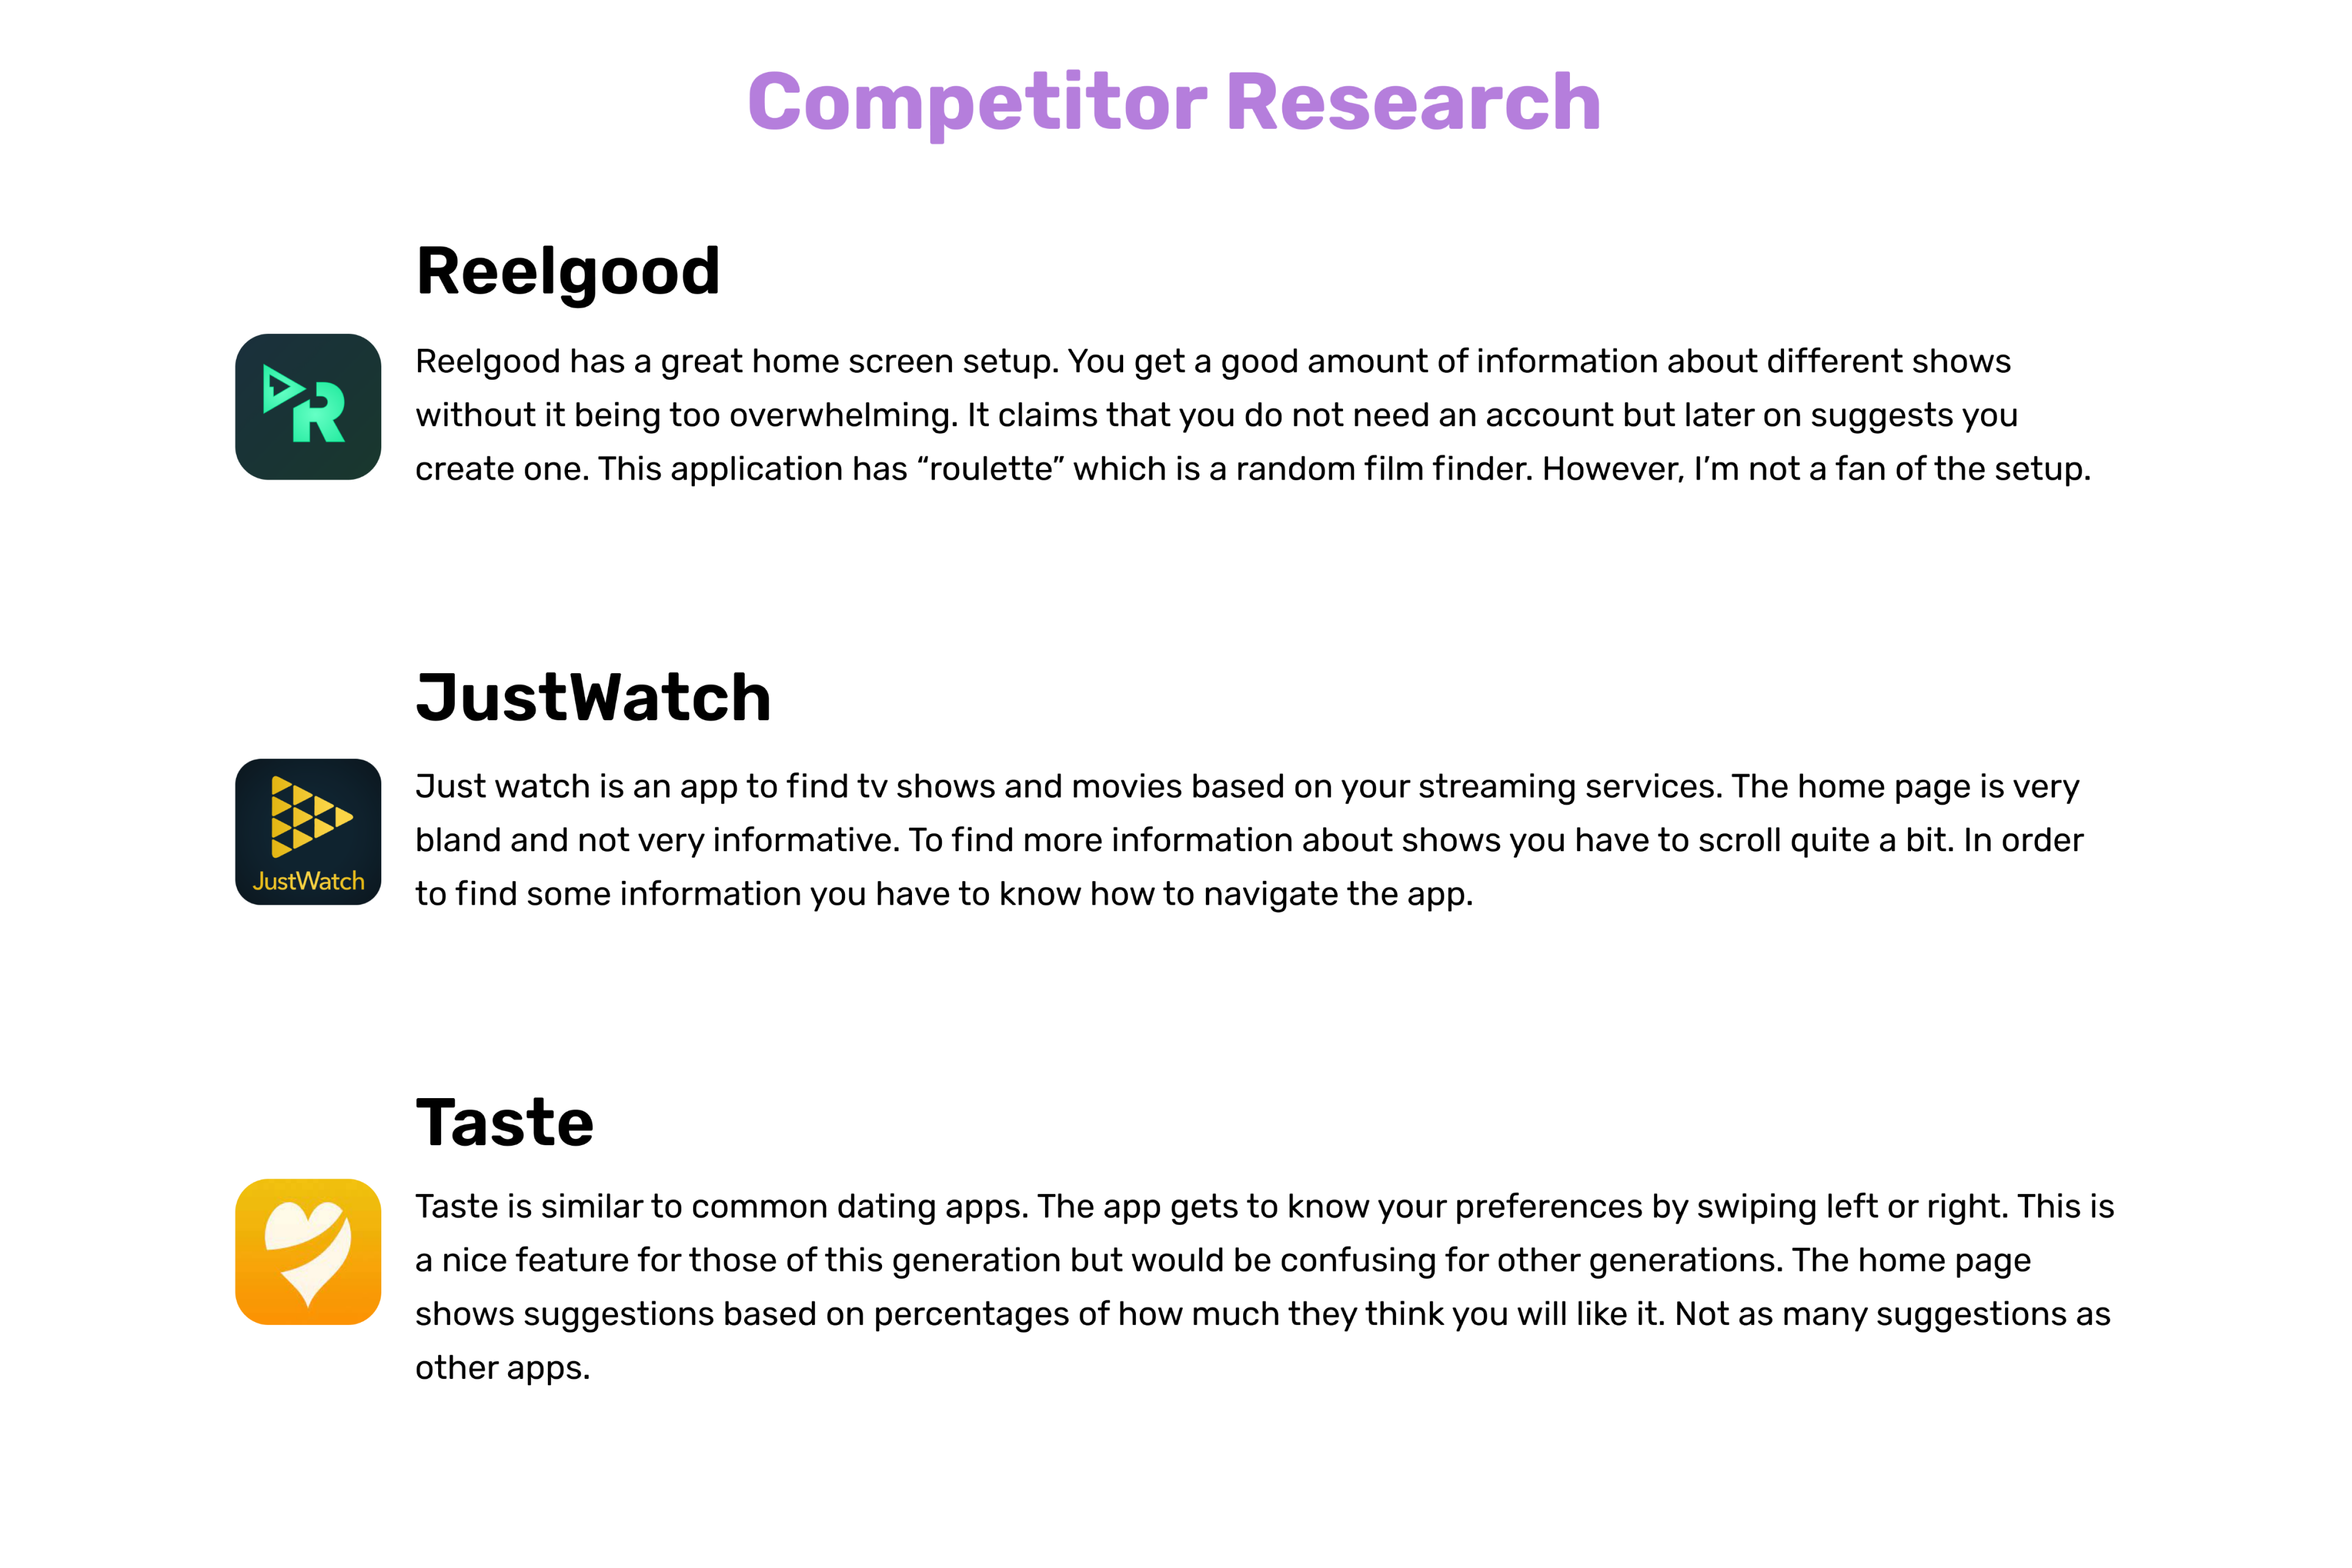 Competitor Research
Reelgood
Reelgood has a great home screen setup. You get a good amount of information about different shows
without it being too overwhelming. It claims that you do not need an account but later on suggests you
create one. This application has “roulette” which is a random film finder. However, I’m not a fan of the setup.
JustWatch
JustWatch
Just watch is an app to find tv shows and movies based on your streaming services. The home page is very
bland and not very informative. To find more information about shows you have to scroll quite a bit. In order
to find some information you have to know how to navigate the app.
Taste
Taste is similar to common dating apps. The app gets to know your preferences by swiping left or right. This is
a nice feature for those of this generation but would be confusing for other generations. The home page
shows suggestions based on percentages of how much they think you will like it. Not as many suggestions as
other apps.